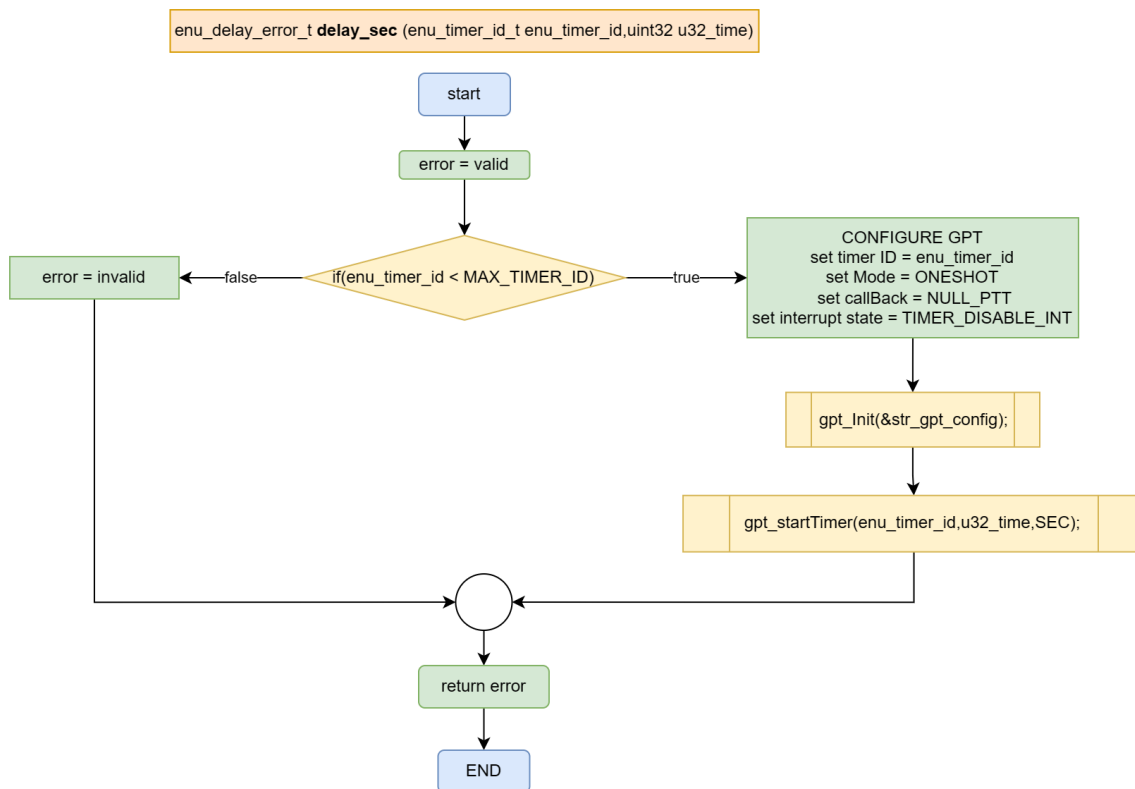 enu_delay_error_t delay_sec (enu_timer_id_t enu_timer_id,uint32 u32_time)
start
error = valid
if(enu_timer_id < MAX_TIMER_ID)
false
true
error = invalid
CONFIGURE GPT
set timer ID = enu_timer_id
set Mode = ONESHOT
set callBack = NULL_PTT
set interrupt state = TIMER_DISABLE_INT
gpt_Init(&str_gpt_config);
gpt_startTimer(enu_timer_id,u32_time,SEC);
return error
END